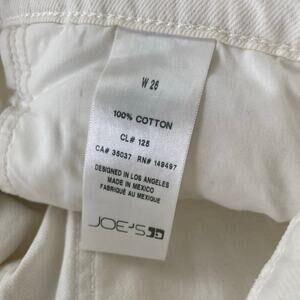 W 26
100% COTTON
CL# 125
CA# 35037 RN# 149497
DESIGNED IN LOS ANGELES
MADE IN MEXICO
FABRIQUÉ AU MEXIQUE
JOE'S